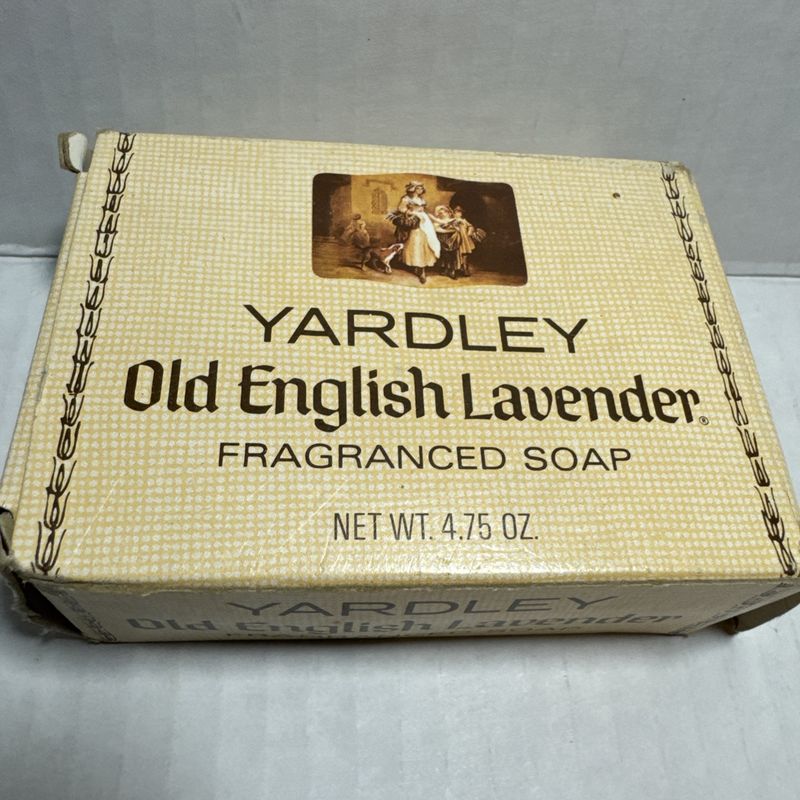 YARDLEY
Old English Lavender®
FRAGRANCED SOAP
NET WT. 4.75 OZ.
YARDLEY
Old English Lavender